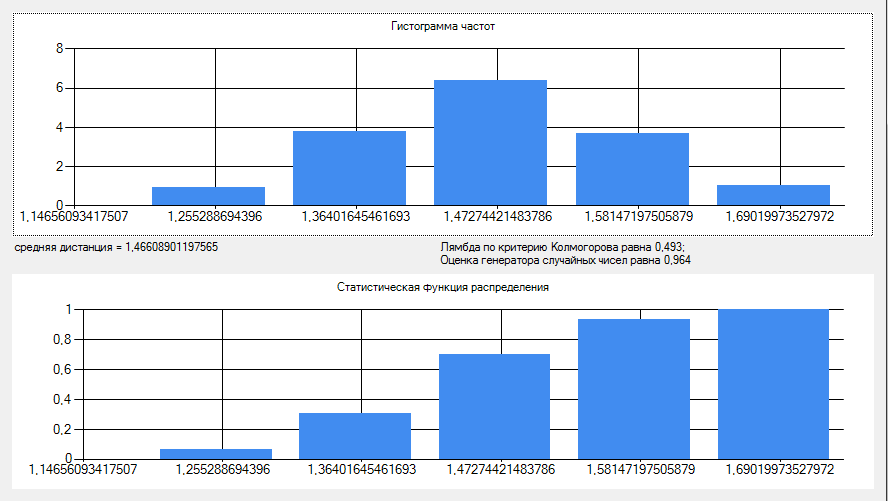 Гистограмма частот
8
6
4
2
0
1,14656093417507 1,255288694396 1,36401645461693 1,47274421483786 1,58147197505879 1,69019973527972
средняя дистанция = 1,46608901197565
Лямбда по критерию Колмогорова равна 0,493;
Оценка генератора случайных чисел равна 0,964
Статистическая функция распределения
1
0,8
0,6
0,4
0,2
0
1,14656093417507 1,255288694396 1,36401645461693 1,47274421483786 1,58147197505879 1,69019973527972